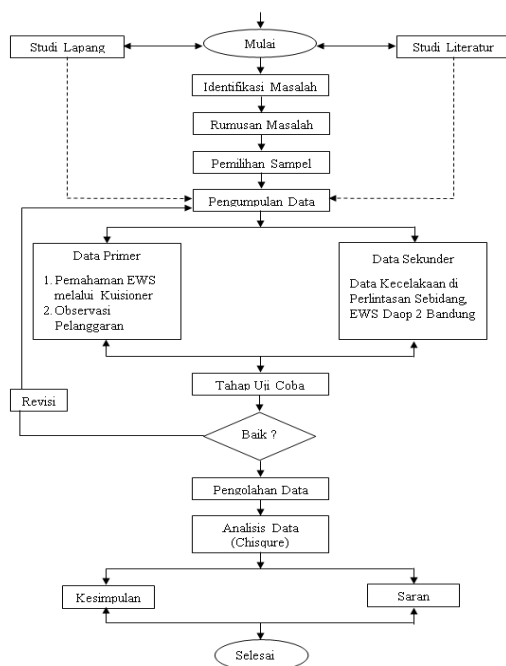 Studi Lapang
Mulai
Studi Literatur
Identifikasi Masalah
Rumusan Masalah
Pemilihan Sampel
Pengumpulan Data
Data Primer
1. Pemahaman EWS
melalui Kuisioner
2. Observasi
Pelanggaran
Data Sekunder
Data Kecelakaan di
Perlintasan Sebidang,
EWS Daop 2 Bandung
Tahap Uji Coba
Revisi
Baik ?
Pengolahan Data
Analisis Data
(Chisqure)
Kesimpulan
Saran
Selesai